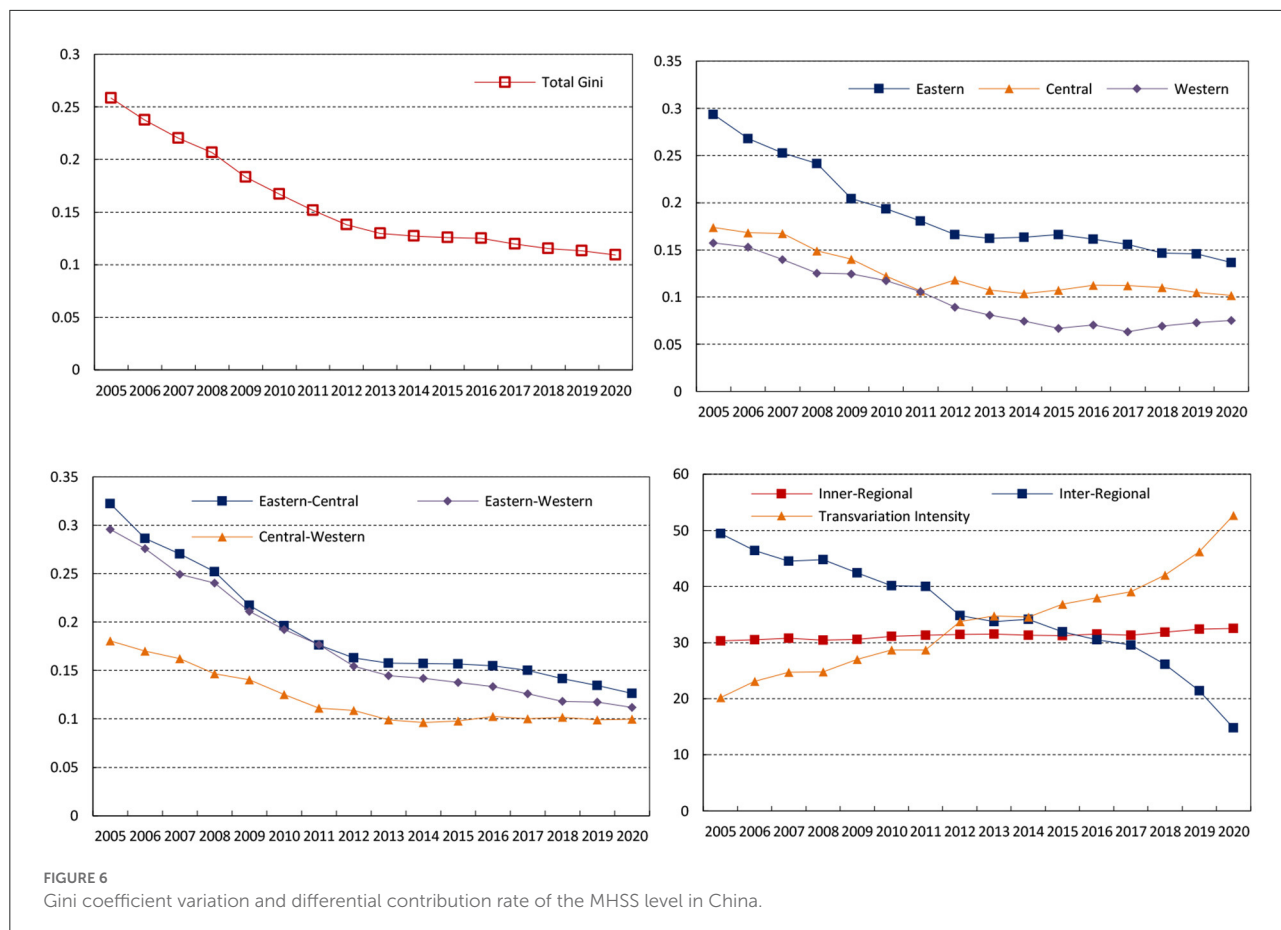 0.3
0.25
0.2
0.15
0.1
0.05
0
Total Gini
2005 2006 2007 2008 2009 2010 2011 2012 2013 2014 2015 2016 2017 2018 2019 2020
0.35
0.3
0.25
0.2
0.15
0.1
0.05
0
Eastern Central Western
2005 2006 2007 2008 2009 2010 2011 2012 2013 2014 2015 2016 2017 2018 2019 2020
0.35
0.3
0.25
0.2
0.15
0.1
0.05
0
Eastern-Central Eastern-Western
Central-Western
2005 2006 2007 2008 2009 2010 2011 2012 2013 2014 2015 2016 2017 2018 2019 2020
60
50
40
30
20
10
0
Inner-Regional Inter-Regional
Transvariation Intensity
2005 2006 2007 2008 2009 2010 2011 2012 2013 2014 2015 2016 2017 2018 2019 2020
FIGURE 6
Gini coefficient variation and differential contribution rate of the MHSS level in China.